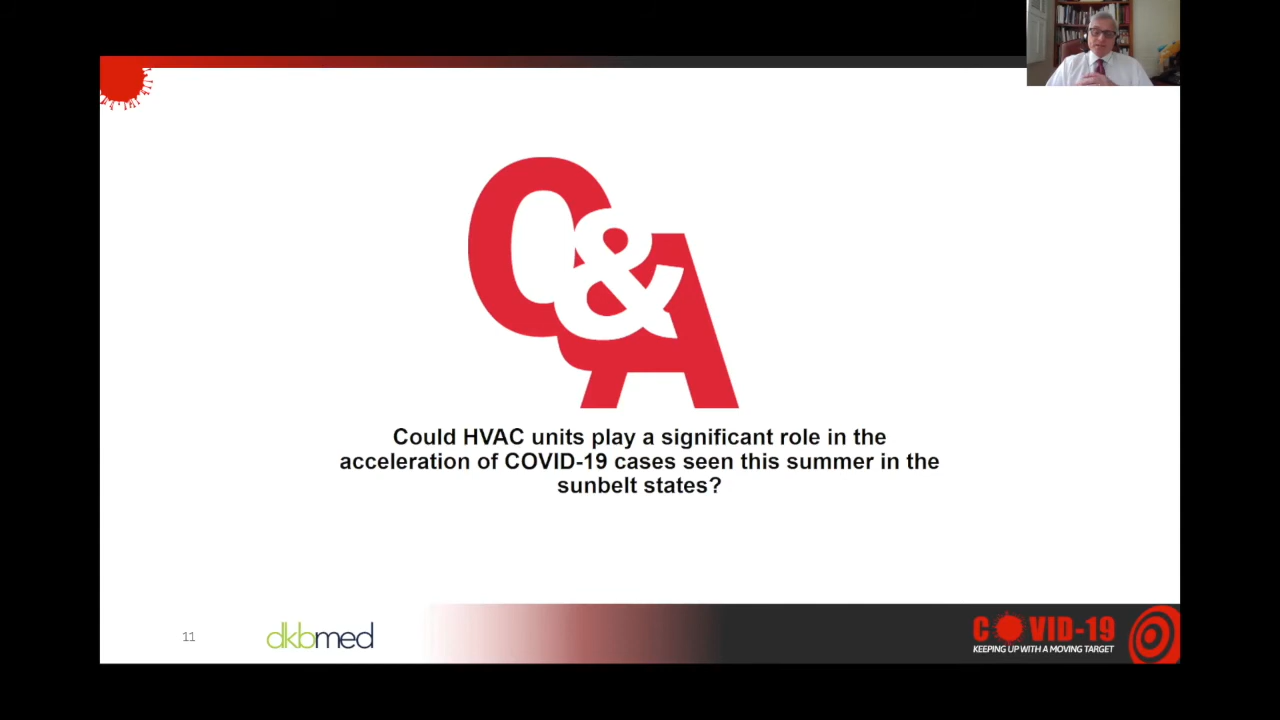 Q&A
Could HVAC units play a significant role in the
acceleration of COVID-19 cases seen this summer in the
sunbelt states?
11
dkbmed
COVID-19
KEEPING UP WITH A MOVING TARGET